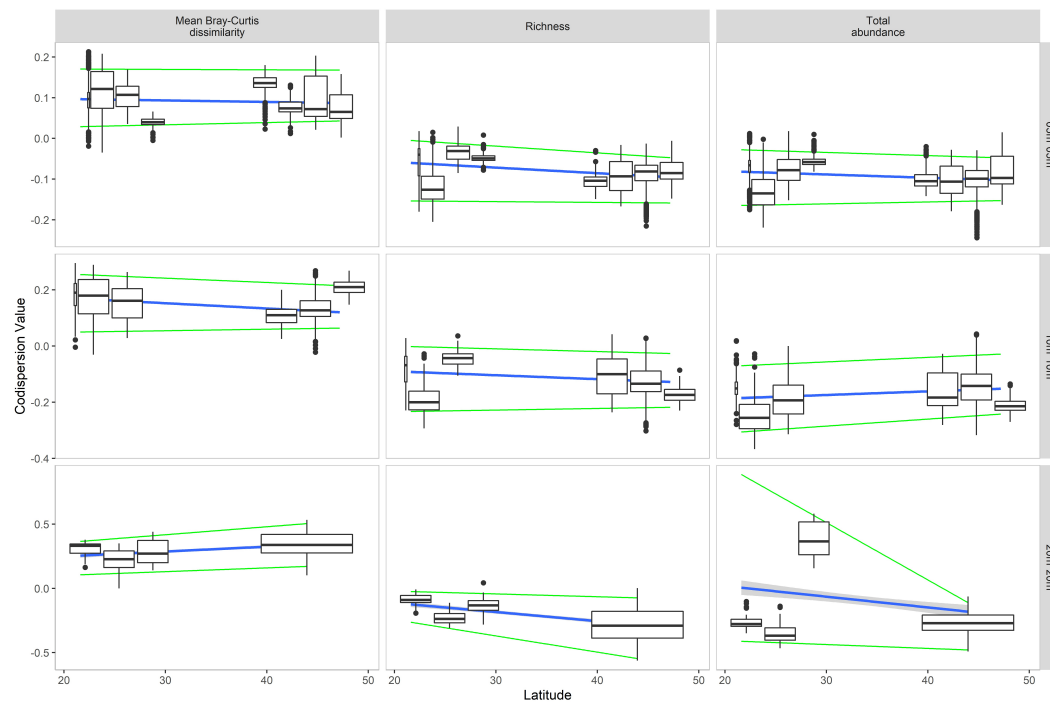 Mean Bray-Curtis
dissimilarity
Richness
Total
abundance
0.2
0.1
0.0
-0.1
-0.2
0.2
0.0
-0.2
-0.4
0.5
0.0
-0.5
Codispersion Value
20 30 40 50
20 30 40 50
20 30 40 50
Latitude